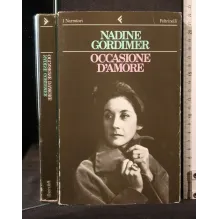 I Narratori
Feltrinelli
NADINE
GORDIMER
OCCASIONE
D'AMORE